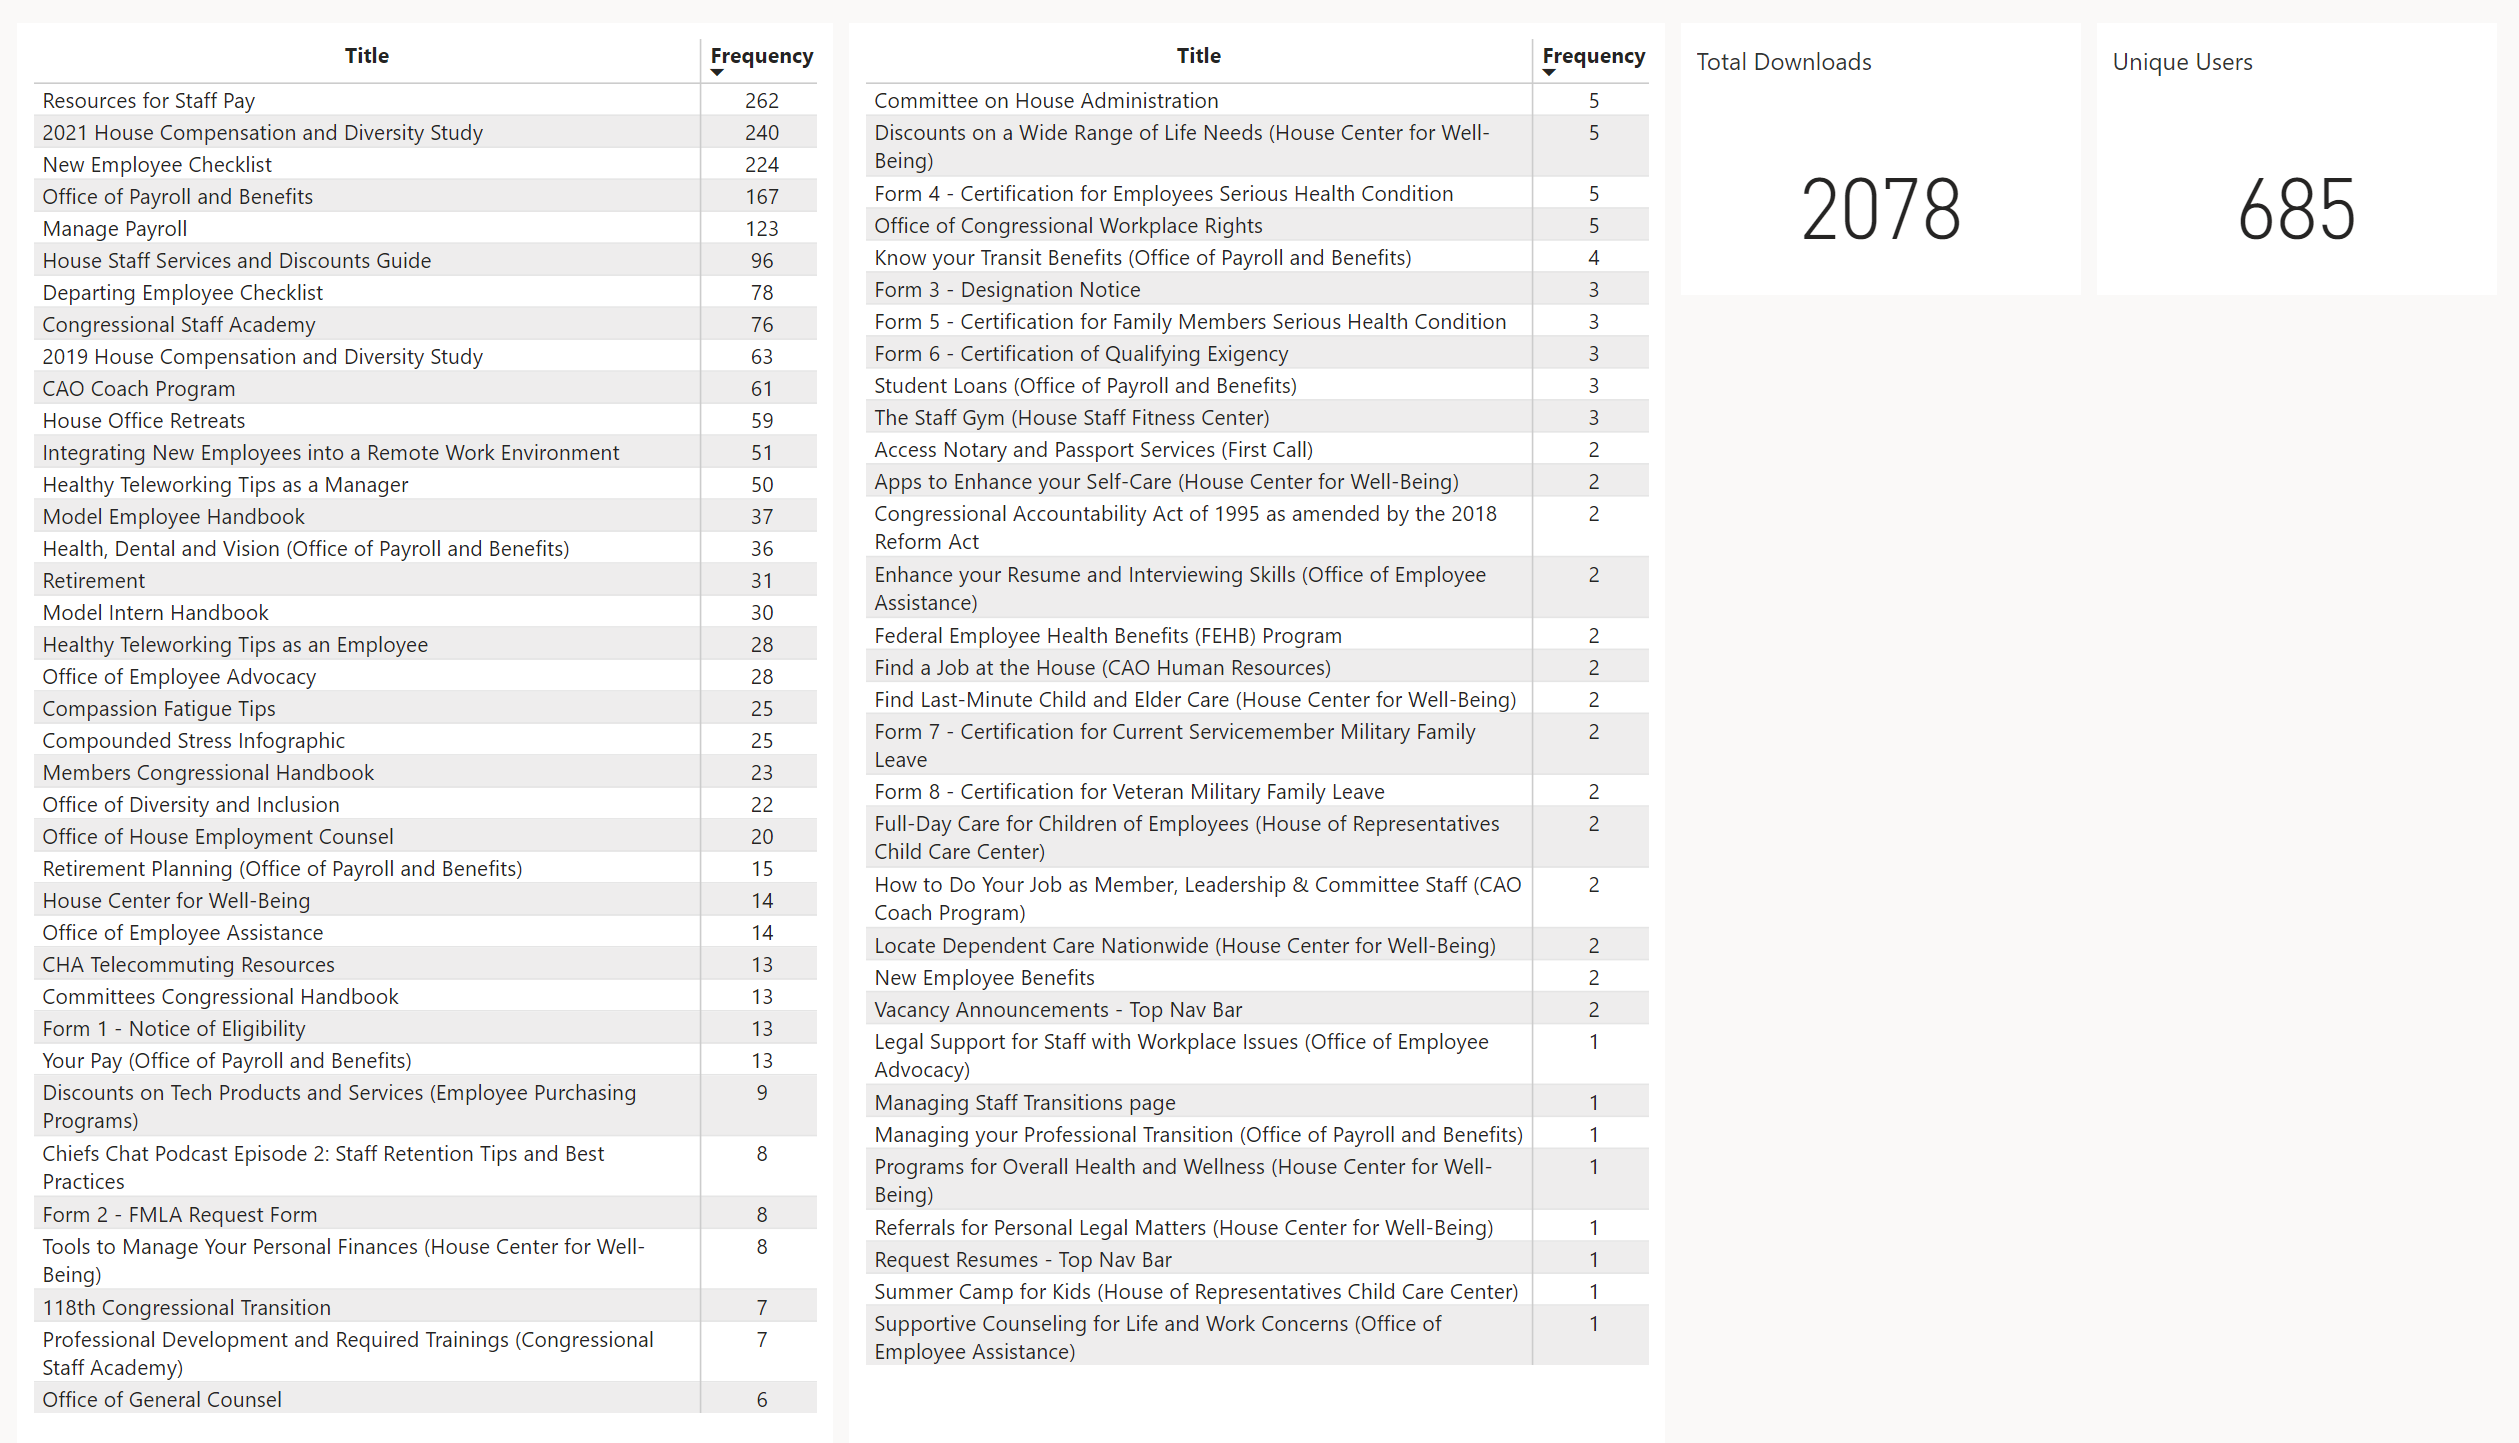 Title Frequency
Resources for Staff Pay 262
2021 House Compensation and Diversity Study 240
New Employee Checklist 224
Office of Payroll and Benefits 167
Manage Payroll 123
House Staff Services and Discounts Guide 96
Departing Employee Checklist 78
Congressional Staff Academy 76
2019 House Compensation and Diversity Study 63
CAO Coach Program 61
House Office Retreats 59
Integrating New Employees into a Remote Work Environment 51
Healthy Teleworking Tips as a Manager 50
Model Employee Handbook 37
Health, Dental and Vision (Office of Payroll and Benefits) 36
Retirement 31
Model Intern Handbook 30
Healthy Teleworking Tips as an Employee 28
Office of Employee Advocacy 28
Compassion Fatigue Tips 25
Compounded Stress Infographic 25
Members Congressional Handbook 23
Office of Diversity and Inclusion 22
Office of House Employment Counsel 20
Retirement Planning (Office of Payroll and Benefits) 15
House Center for Well-Being 14
Office of Employee Assistance 14
CHA Telecommuting Resources 13
Committees Congressional Handbook 13
Form 1 - Notice of Eligibility 13
Your Pay (Office of Payroll and Benefits) 13
Discounts on Tech Products and Services (Employee Purchasing 9
Programs)
Chiefs Chat Podcast Episode 2: Staff Retention Tips and Best 8
Practices
Form 2 - FMLA Request Form 8
Tools to Manage Your Personal Finances (House Center for Well- 8
Being)
118th Congressional Transition 7
Professional Development and Required Trainings (Congressional 7
Staff Academy)
Office of General Counsel 6
Title Frequency
Committee on House Administration 5
Discounts on a Wide Range of Life Needs (House Center for Well- 5
Being)
Form 4 - Certification for Employees Serious Health Condition 5
Office of Congressional Workplace Rights 5
Know your Transit Benefits (Office of Payroll and Benefits) 4
Form 3 - Designation Notice 3
Form 5 - Certification for Family Members Serious Health Condition 3
Form 6 - Certification of Qualifying Exigency 3
Student Loans (Office of Payroll and Benefits) 3
The Staff Gym (House Staff Fitness Center) 3
Access Notary and Passport Services (First Call) 2
Apps to Enhance your Self-Care (House Center for Well-Being) 2
Congressional Accountability Act of 1995 as amended by the 2018 2
Reform Act
Enhance your Resume and Interviewing Skills (Office of Employee 2
Assistance)
Federal Employee Health Benefits (FEHB) Program 2
Find a Job at the House (CAO Human Resources) 2
Find Last-Minute Child and Elder Care (House Center for Well-Being) 2
Form 7 - Certification for Current Servicemember Military Family 2
Leave
Form 8 - Certification for Veteran Military Family Leave 2
Full-Day Care for Children of Employees (House of Representatives 2
Child Care Center)
How to Do Your Job as Member, Leadership & Committee Staff (CAO 2
Coach Program)
Locate Dependent Care Nationwide (House Center for Well-Being) 2
New Employee Benefits 2
Vacancy Announcements - Top Nav Bar 2
Legal Support for Staff with Workplace Issues (Office of Employee 1
Advocacy)
Managing Staff Transitions page 1
Managing your Professional Transition (Office of Payroll and Benefits) 1
Programs for Overall Health and Wellness (House Center for Well- 1
Being)
Referrals for Personal Legal Matters (House Center for Well-Being) 1
Request Resumes - Top Nav Bar 1
Summer Camp for Kids (House of Representatives Child Care Center) 1
Supportive Counseling for Life and Work Concerns (Office of 1
Employee Assistance)
Total Downloads
2078
Unique Users
685